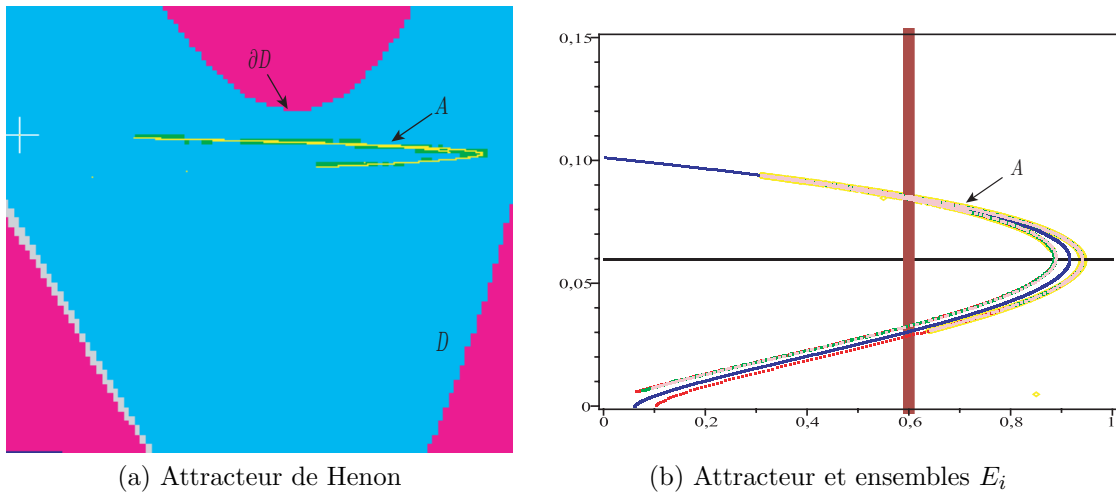 ∂D
A
D
(a) Attracteur de Henon
0,15
0,10
0,05
0
0
0,2
0,4
0,6
0,8
1
A
(b) Attracteur et ensembles E_i